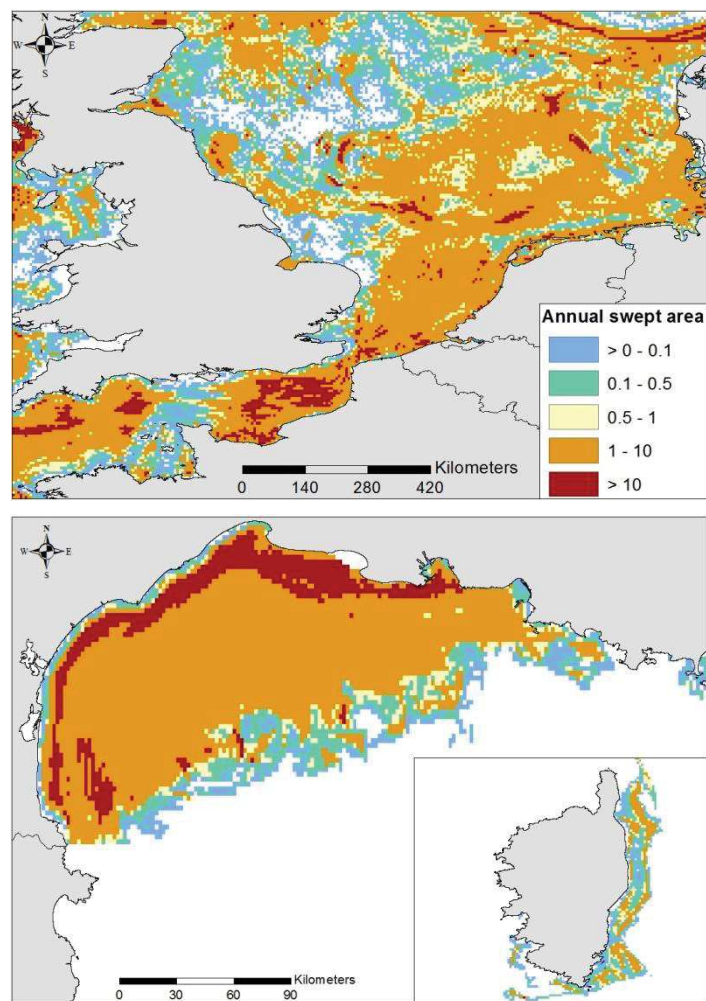 N
W E
S
Annual swept area
> 0 - 0.1
0.1 - 0.5
0.5 - 1
1 - 10
> 10
Kilometers
0 140 280 420
N
W E
S
Kilometers
0 30 60 90